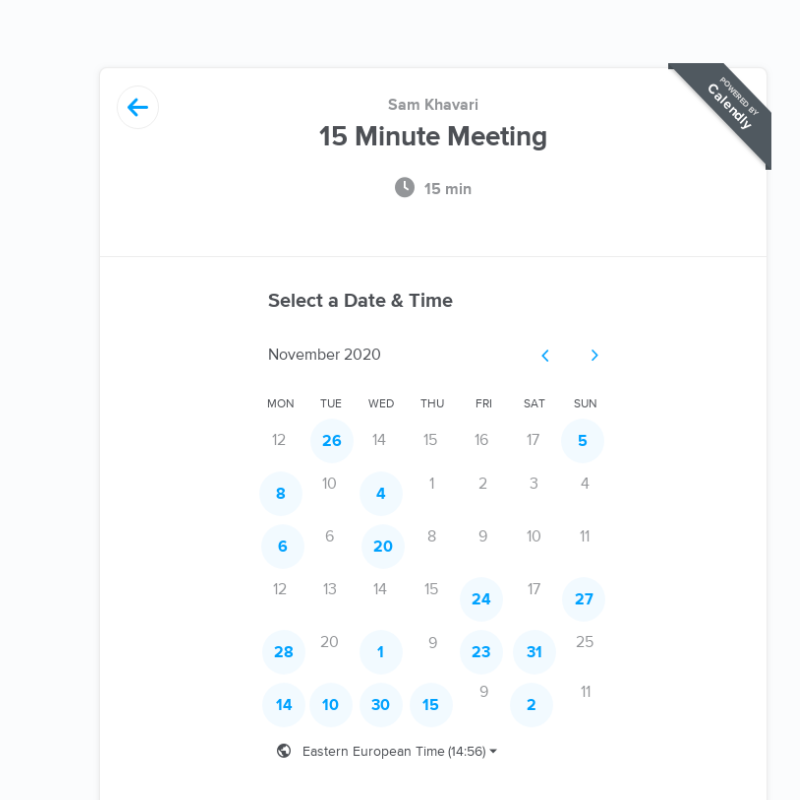 POWERED BY
Calendly
Sam Khavari
15 Minute Meeting
15 min
Select a Date & Time
November 2020
MON TUE WED THU FRI SAT SUN
12 26 14 15 16 17 5
8 10 4 1 2 3 4
6 6 20 8 9 10 11
12 13 14 15 24 17 27
28 20 1 9 23 31 25
14 10 30 15 9 2 11
Eastern European Time (14:56)